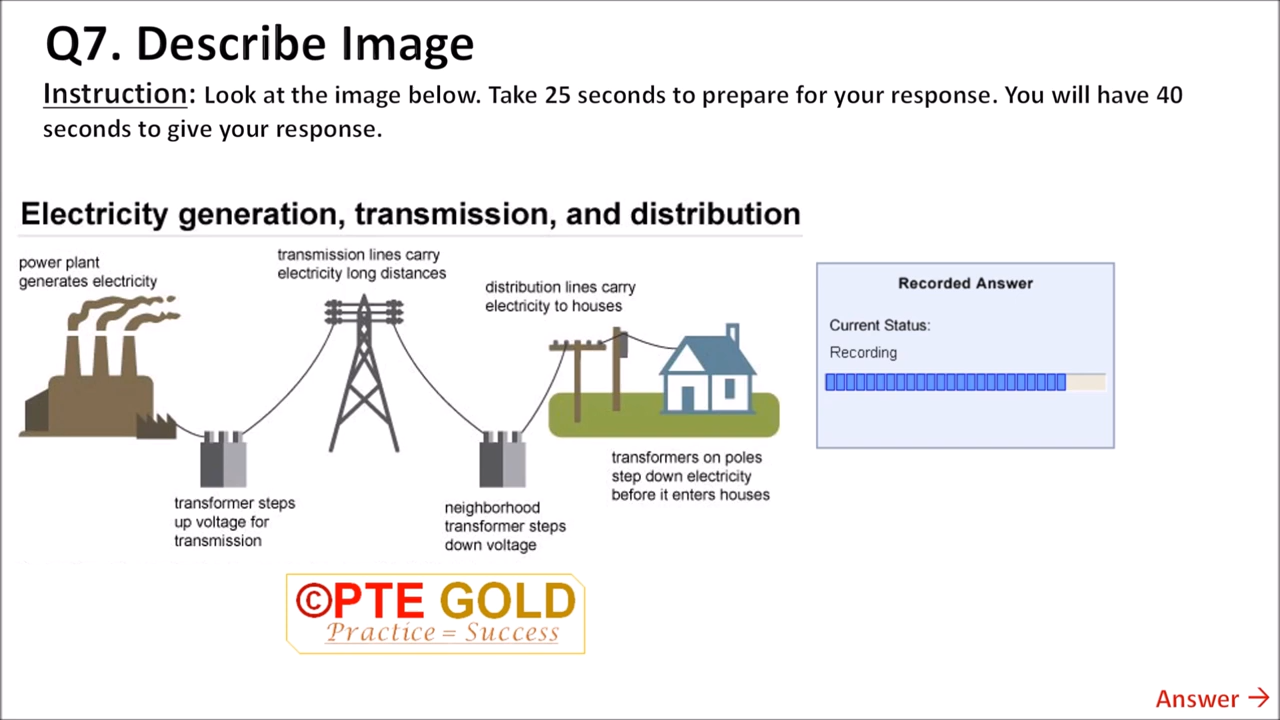 Q7. Describe Image
Instruction: Look at the image below. Take 25 seconds to prepare for your response. You will have 40
seconds to give your response.
Electricity generation, transmission, and distribution
power plant
generates electricity
transmission lines carry
electricity long distances
distribution lines carry
electricity to houses
transformer steps
up voltage for
transmission
neighborhood
transformer steps
down voltage
transformers on poles
step down electricity
before it enters houses
Recorded Answer
Current Status:
Recording
©PTE GOLD
Practice = Success
Answer →